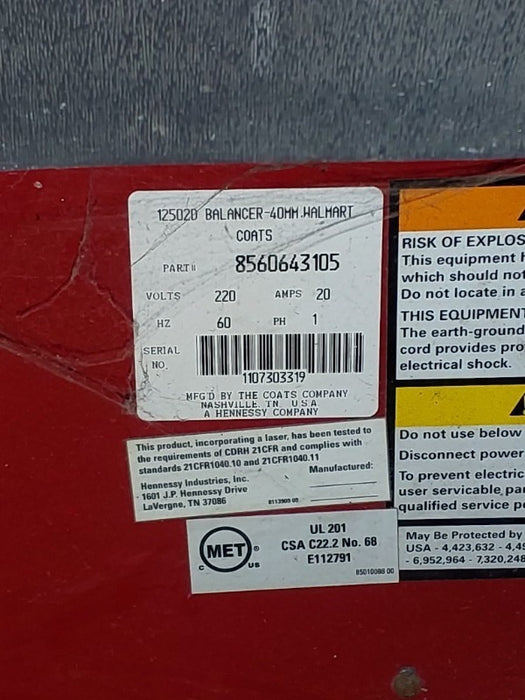 125020 BALANCER-40MM.WALMART
COATS
PART# 8560643105
VOLTS 220 AMPS 20
HZ 60 PH 1
SERIAL
NO.
1107303319
MFG'D BY THE COATS COMPANY
NASHVILLE, TN U.S.A
A HENNESSY COMPANY
This product, incorporating a laser, has been tested to
the requirements of CDRH 21CFR and complies with
standards 21CFR1040.10 and 21CFR1040.11
Hennessy Industries, Inc. Manufactured:
1601 J.P. Hennessy Drive
LaVergne, TN 37086
8113909 00
MET
®
C US
UL 201
CSA C22.2 No. 68
E112791
85010088 00
RISK OF EXPLOS
This equipment h
which should not
Do not locate in a
THIS EQUIPMENT
The earth-ground
cord provides pro
electrical shock.
Do not use below
Disconnect power
To prevent electric
user servicable pa
qualified service pe
May Be Protected by
USA - 4,423,632 - 4,49
- 6,952,964 - 7,320,248